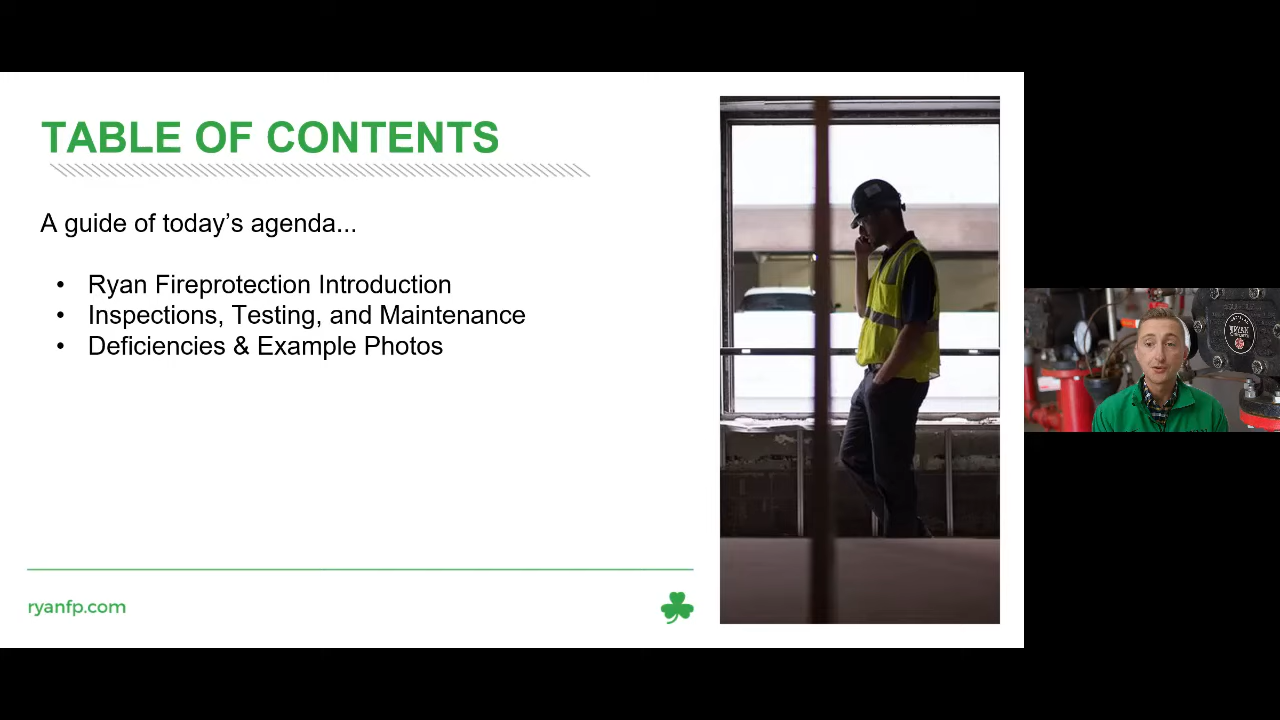 TABLE OF CONTENTS
A guide of today’s agenda...
• Ryan Fireprotection Introduction
• Inspections, Testing, and Maintenance
• Deficiencies & Example Photos
ryanfp.com
RYAN